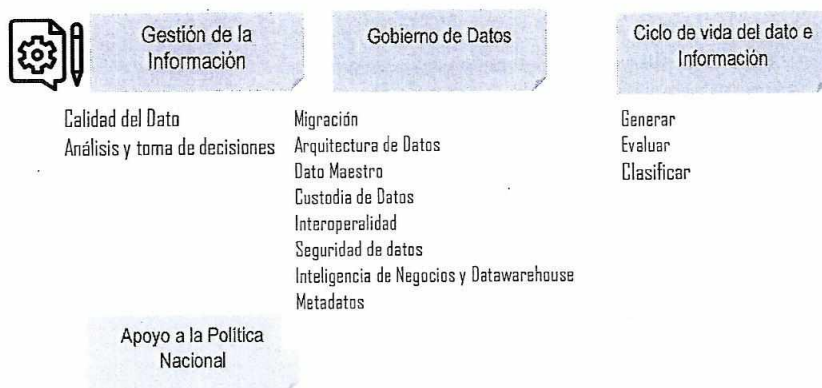 Gestión de la
Información
Calidad del Dato
Análisis y toma de decisiones
Gobierno de Datos
Migración
Arquitectura de Datos
Dato Maestro
Custodia de Datos
Interoperalidad
Seguridad de datos
Inteligencia de Negocios y Datawarehouse
Metadatos
Ciclo de vida del dato e
Información
Generar
Evaluar
Clasificar
Apoyo a la Política
Nacional